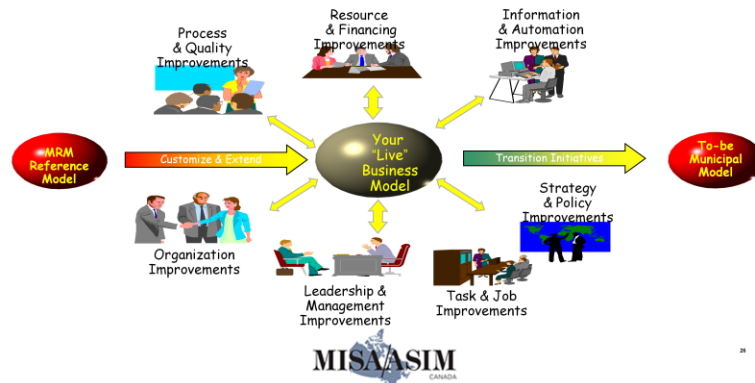 Process
& Quality
Improvements
Resource
& Financing
Improvements
Information
& Automation
Improvements
MRM
Reference
Model
Customize & Extend
Your
"Live"
Business
Model
Transition Initiatives
To-be
Municipal
Model
Organization
Improvements
Leadership &
Management
Improvements
Task & Job
Improvements
Strategy
& Policy
Improvements
MISA/ASIM
CANADA
26